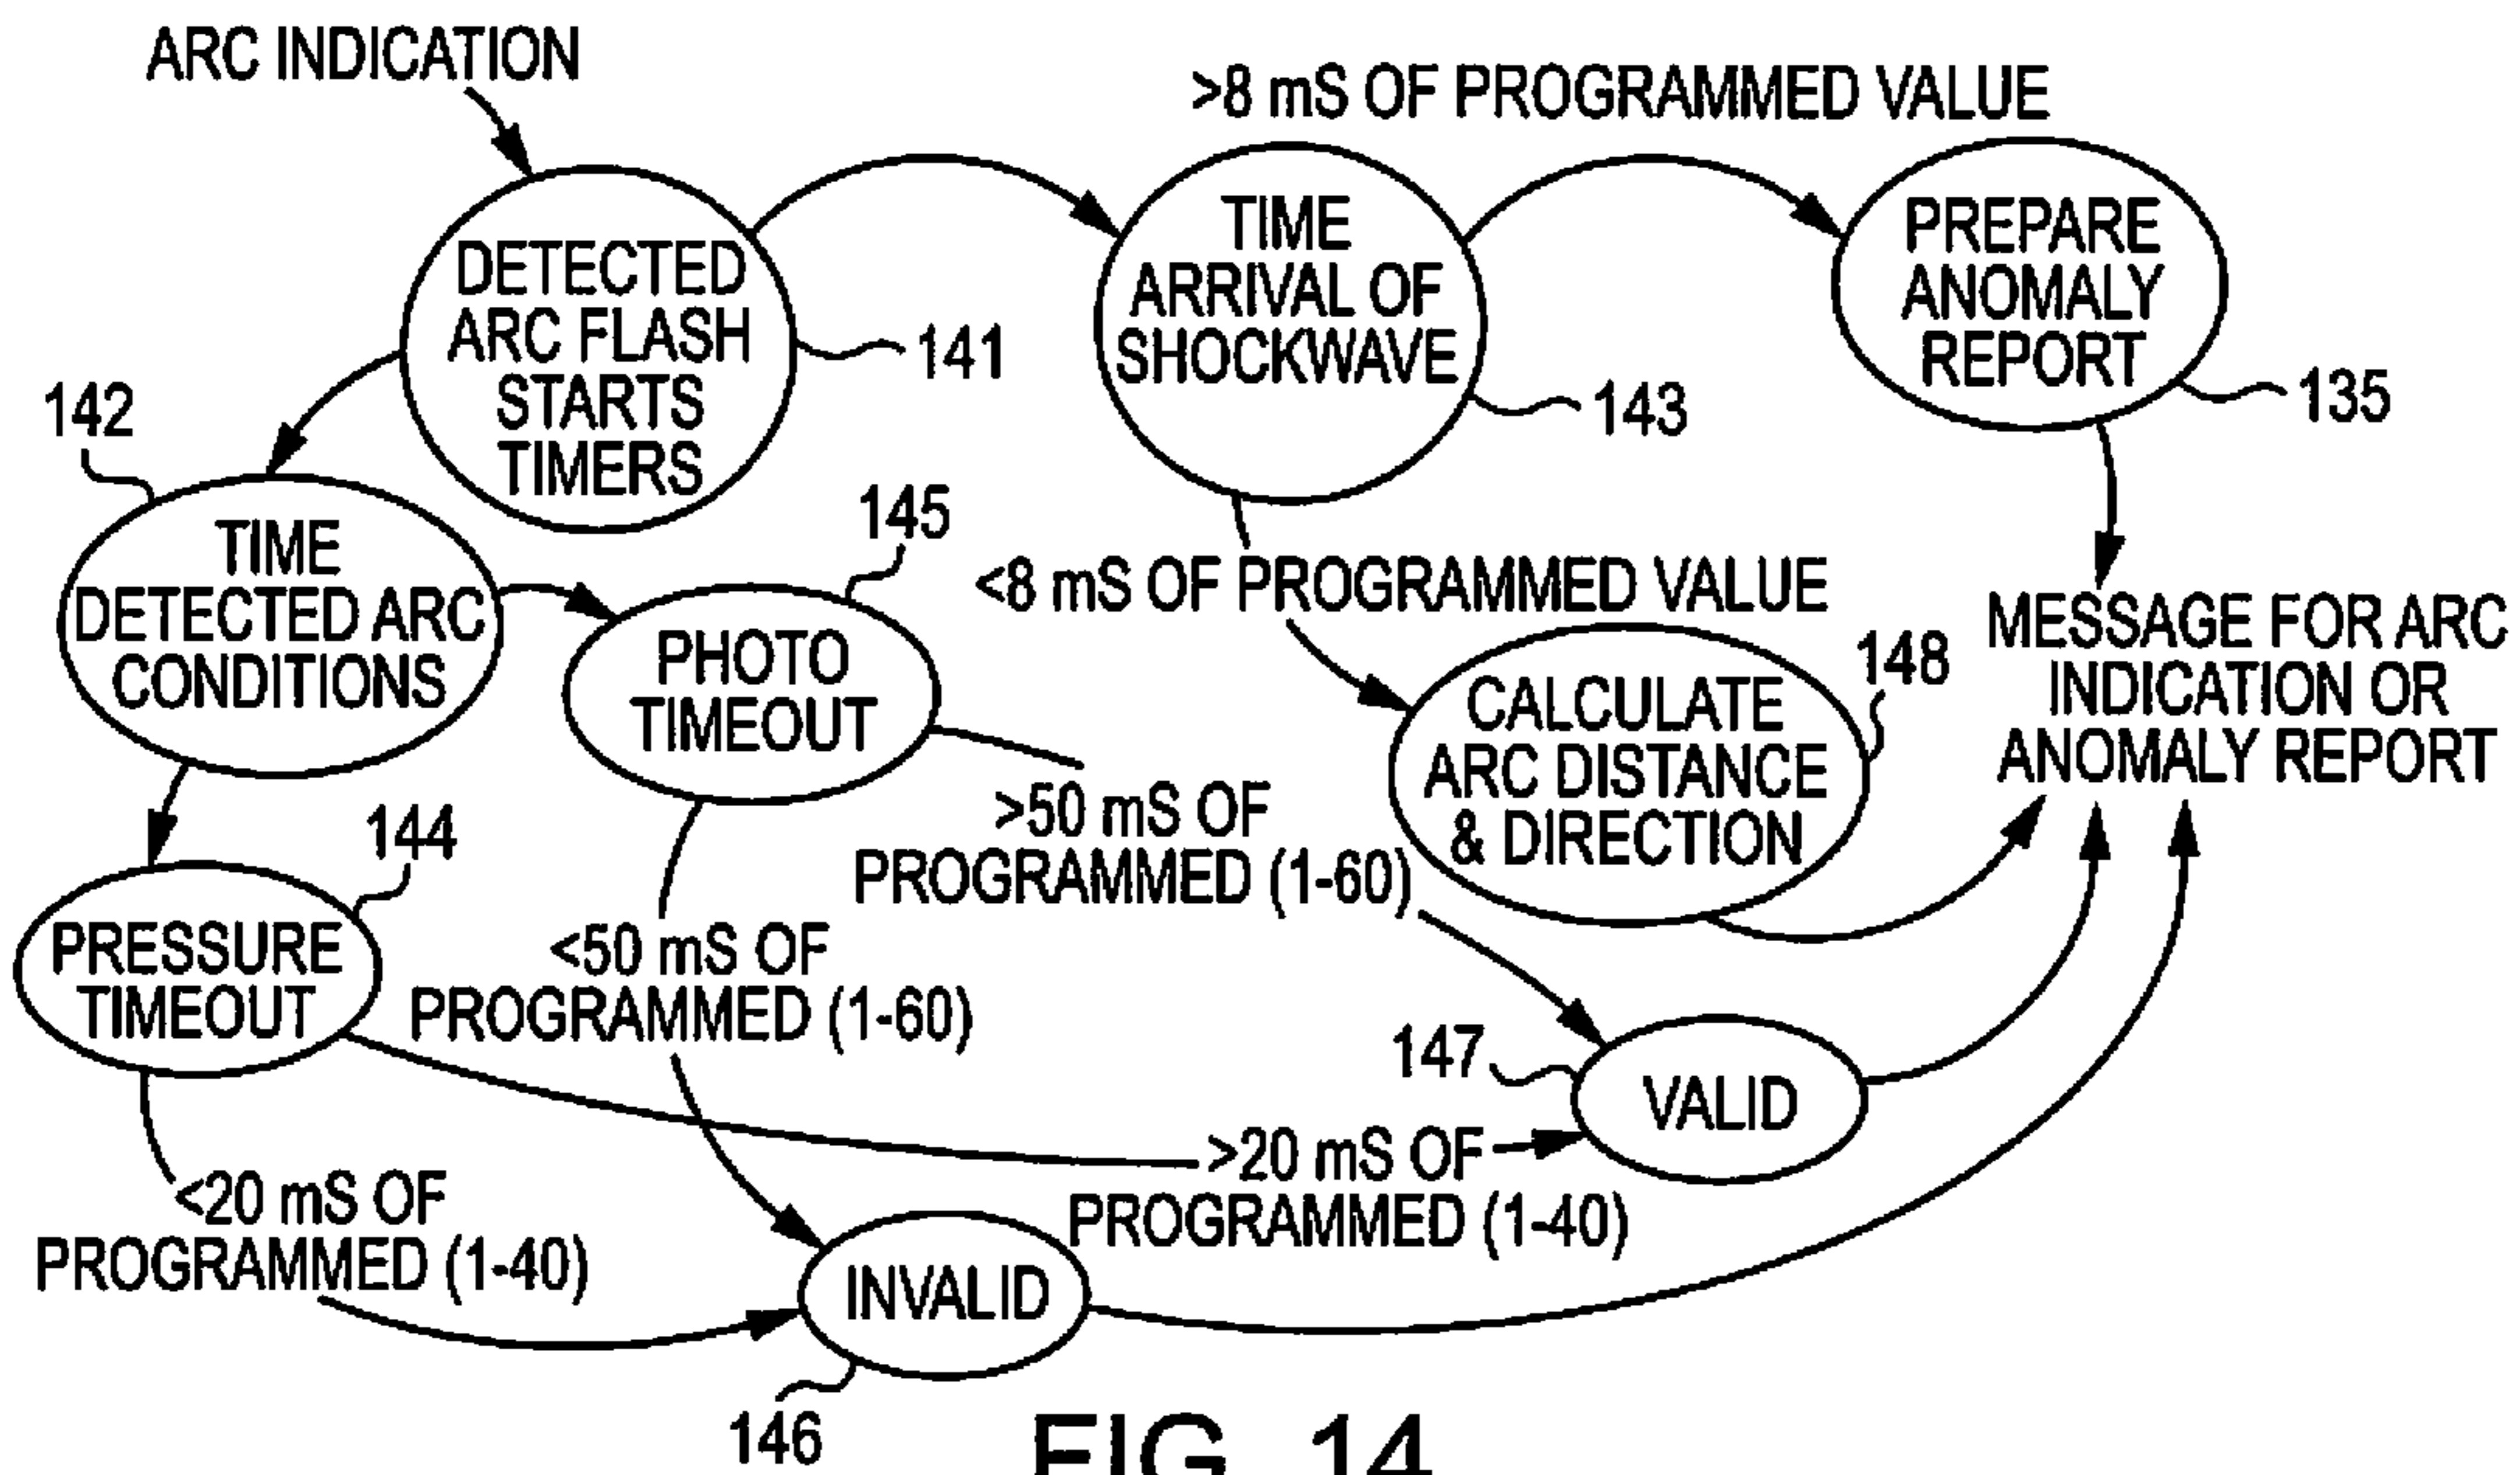 ARC INDICATION
>8 mS OF PROGRAMMED VALUE
DETECTED
ARC FLASH
STARTS
TIMERS
141
TIME
ARRIVAL OF
SHOCKWAVE
143
PREPARE
ANOMALY
REPORT
135
142
TIME
DETECTED ARC
CONDITIONS
145
PHOTO
TIMEOUT
<8 mS OF PROGRAMMED VALUE
148
CALCULATE
ARC DISTANCE
& DIRECTION
MESSAGE FOR ARC
INDICATION OR
ANOMALY REPORT
144
PRESSURE
TIMEOUT
>50 mS OF
PROGRAMMED (1-60)
<50 mS OF
PROGRAMMED (1-60)
147
VALID
<20 mS OF
PROGRAMMED (1-40)
>20 mS OF
PROGRAMMED (1-40)
INVALID
146
FIG. 14